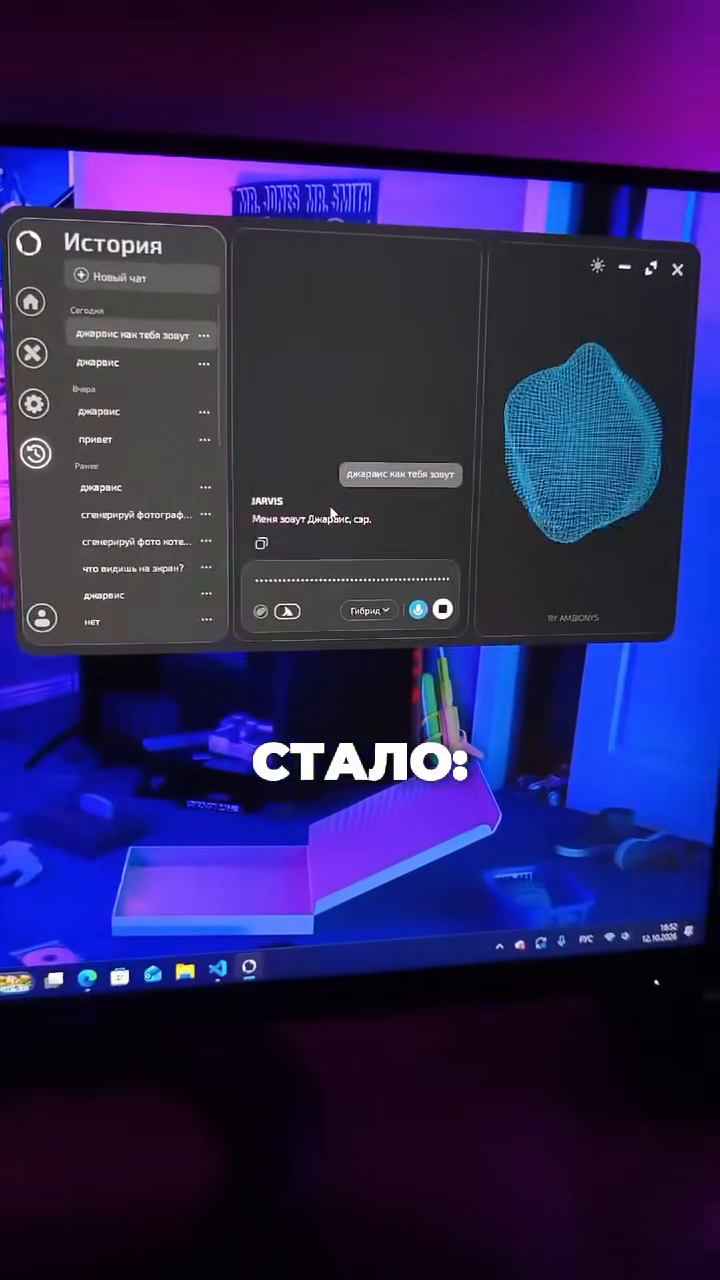 MR. JONES MR. SMITH
История
Новый чат
Сегодня
джарвис как тебя зовут
джарвис
Вчера
джарвис
привет
Ранее
джарвис
сгенерируй фотограф...
сгенерируй фото коте...
что видишь на экран?
джарвис
нет
джарвис как тебя зовут
JARVIS
Меня зовут Джарвис, сэр.
Гибрид
BY AMBIONYS
СТАЛО:
РУС
16:52
12.10.2026